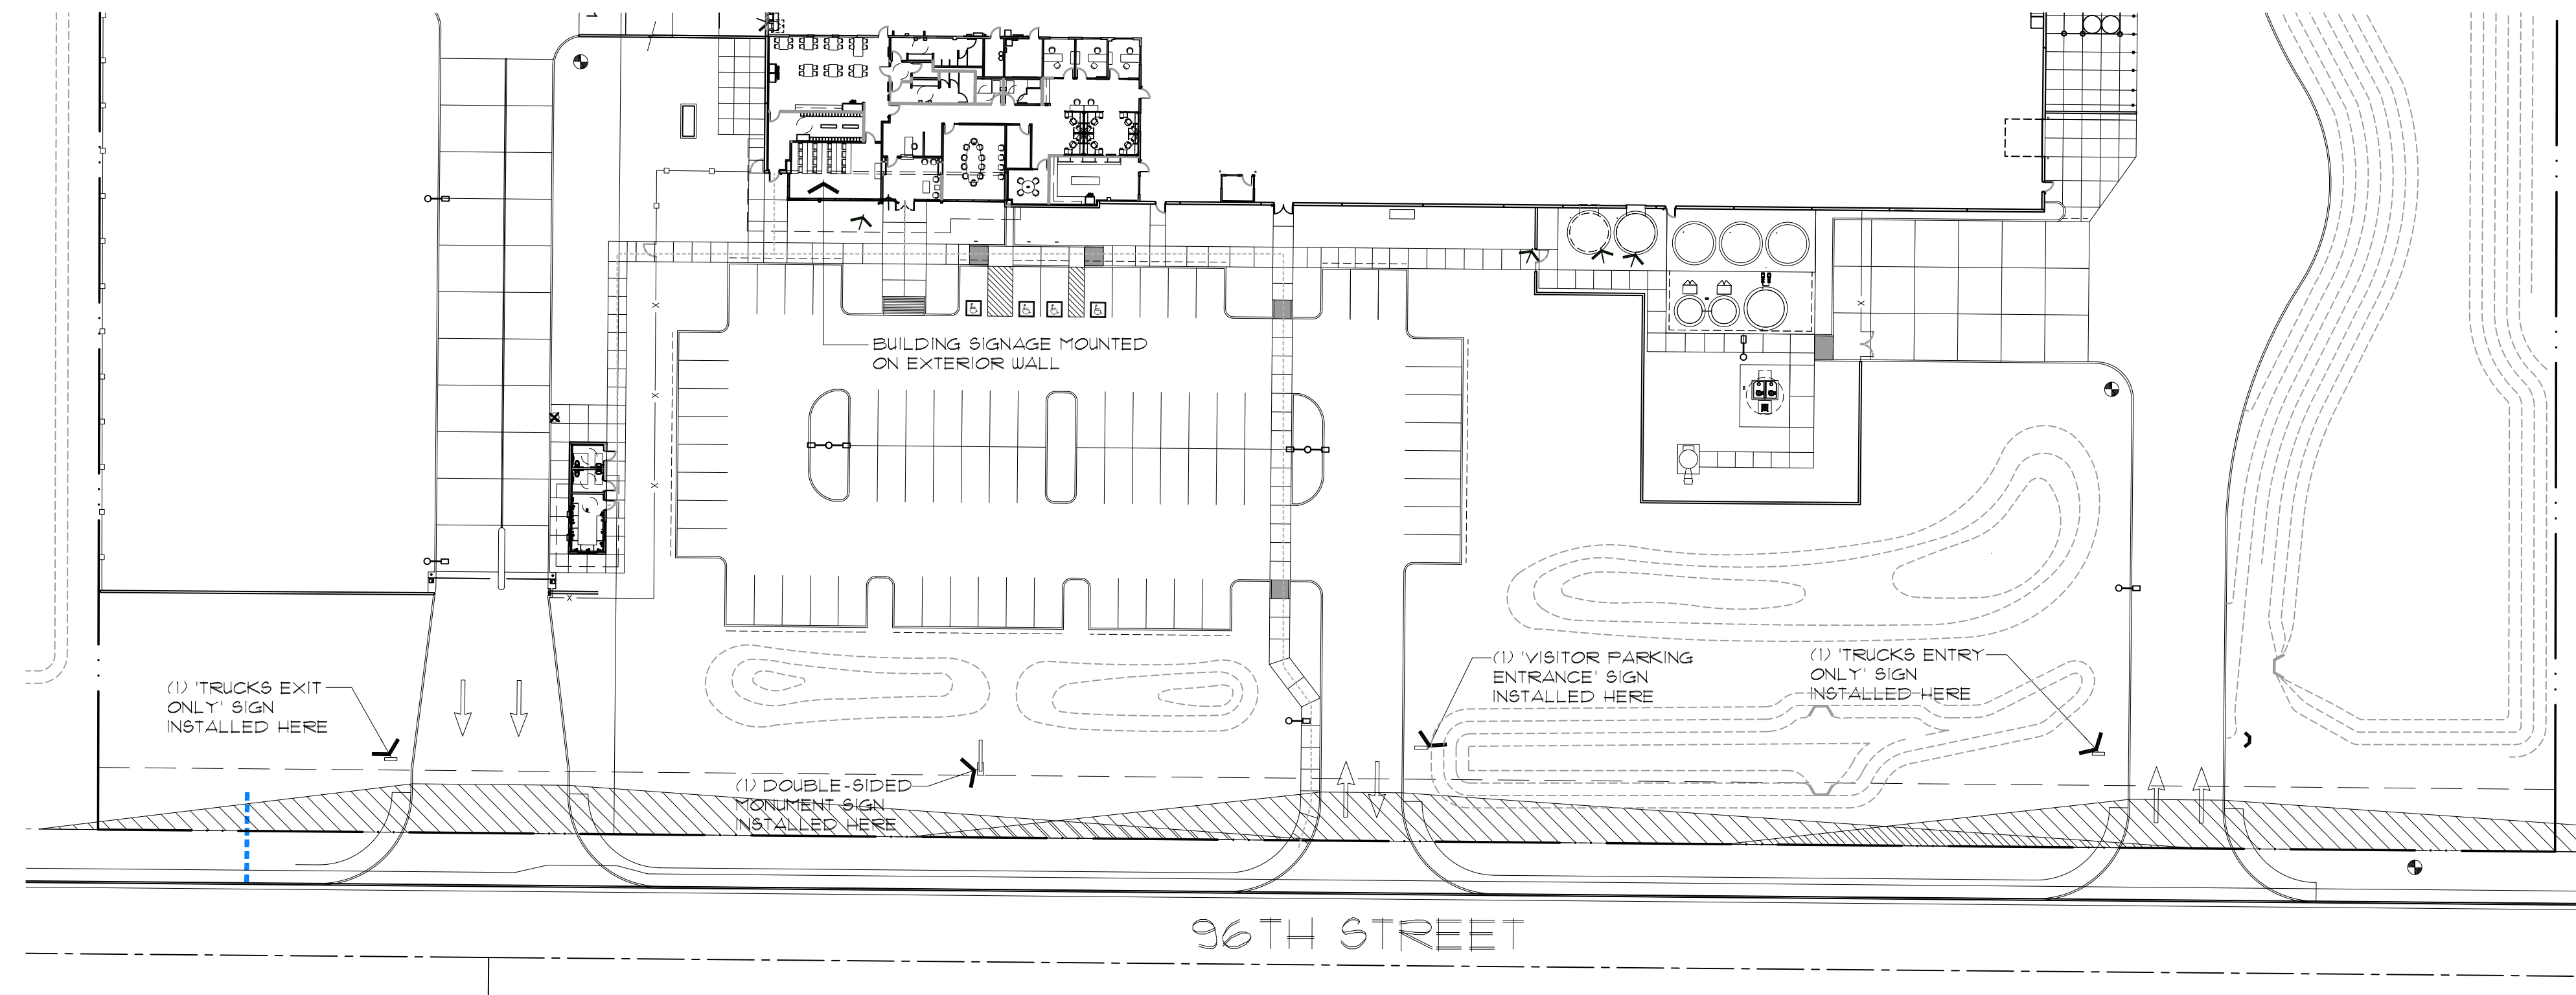 BUILDING SIGNAGE MOUNTED
ON EXTERIOR WALL
(1) 'TRUCKS EXIT
ONLY' SIGN
INSTALLED HERE
(1) DOUBLE-SIDED
MONUMENT SIGN
INSTALLED HERE
(1) 'VISITOR PARKING
ENTRANCE' SIGN
INSTALLED HERE
(1) 'TRUCKS ENTRY
ONLY' SIGN
INSTALLED HERE
96TH STREET